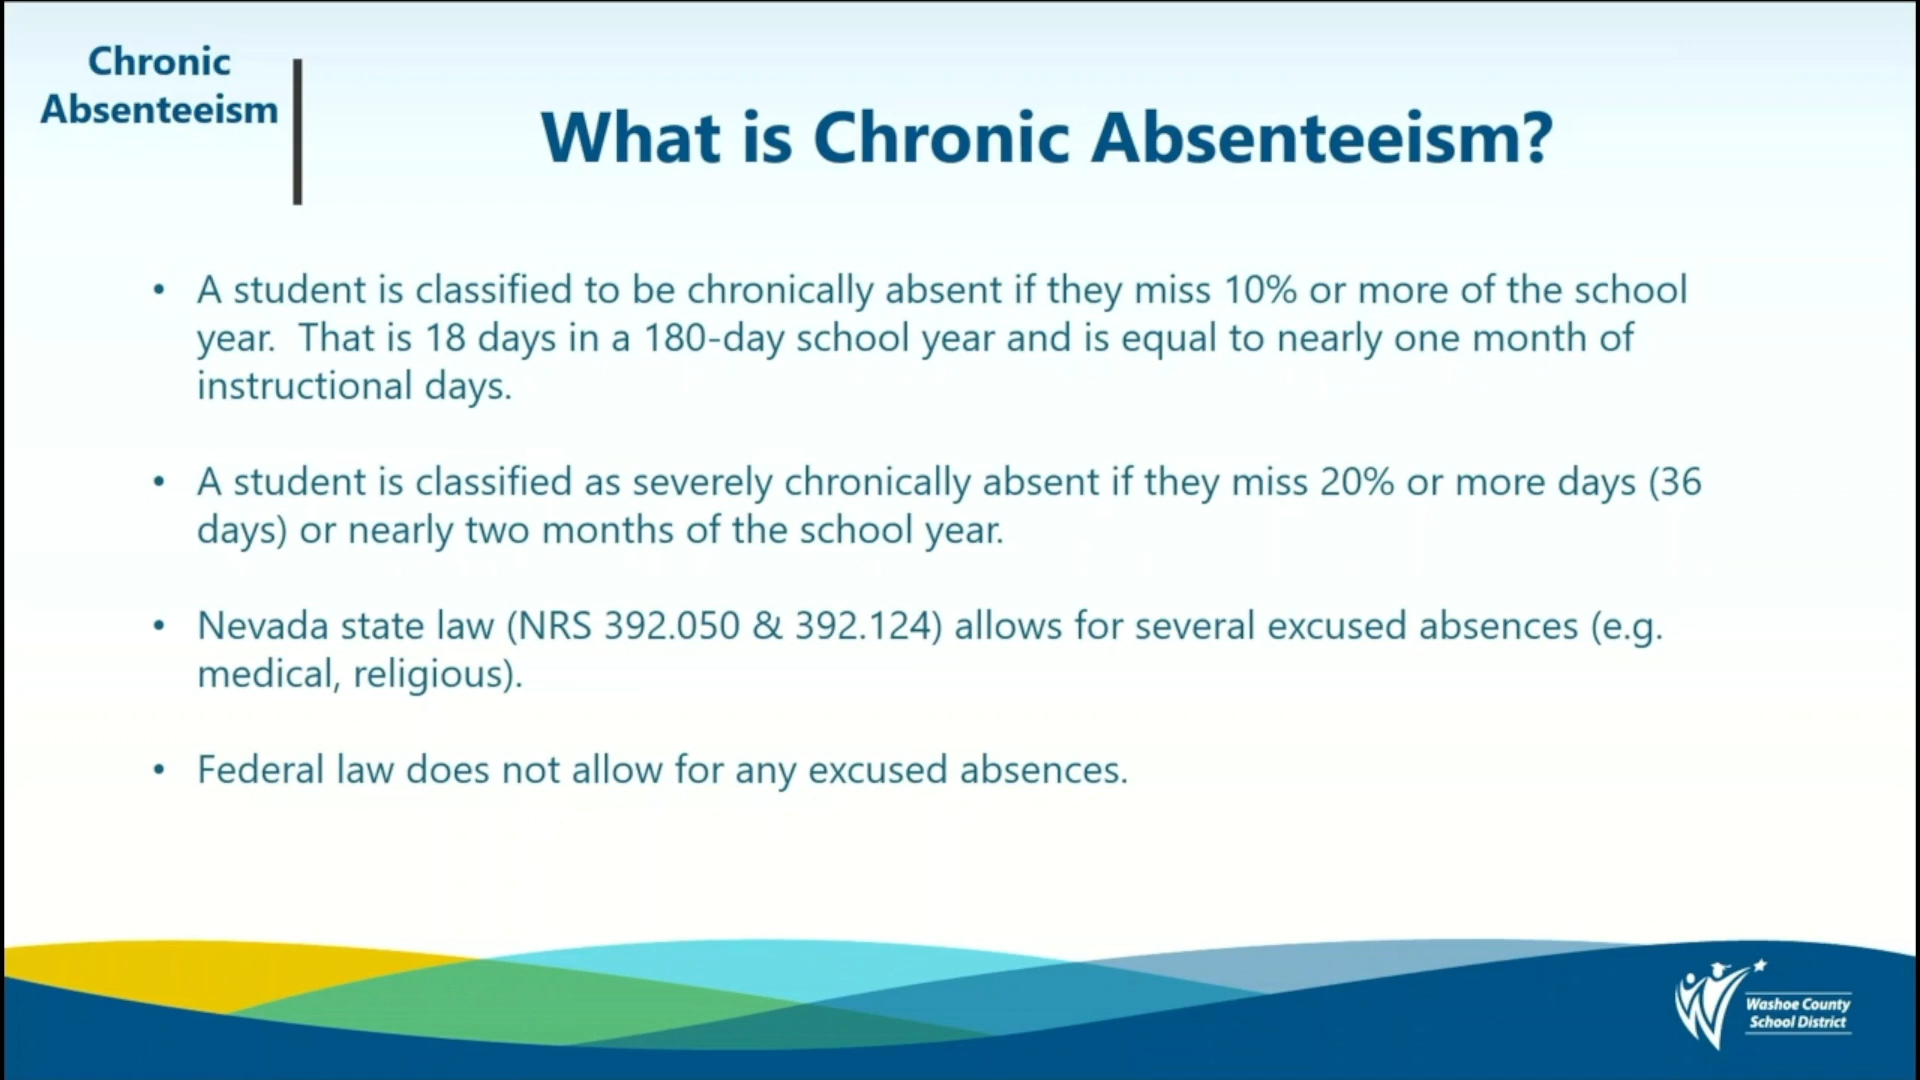 Chronic
Absenteeism
What is Chronic Absenteeism?
• A student is classified to be chronically absent if they miss 10% or more of the school
year.  That is 18 days in a 180-day school year and is equal to nearly one month of
instructional days.
• A student is classified as severely chronically absent if they miss 20% or more days (36
days) or nearly two months of the school year.
• Nevada state law (NRS 392.050 & 392.124) allows for several excused absences (e.g.
medical, religious).
• Federal law does not allow for any excused absences.
Washoe County
School District